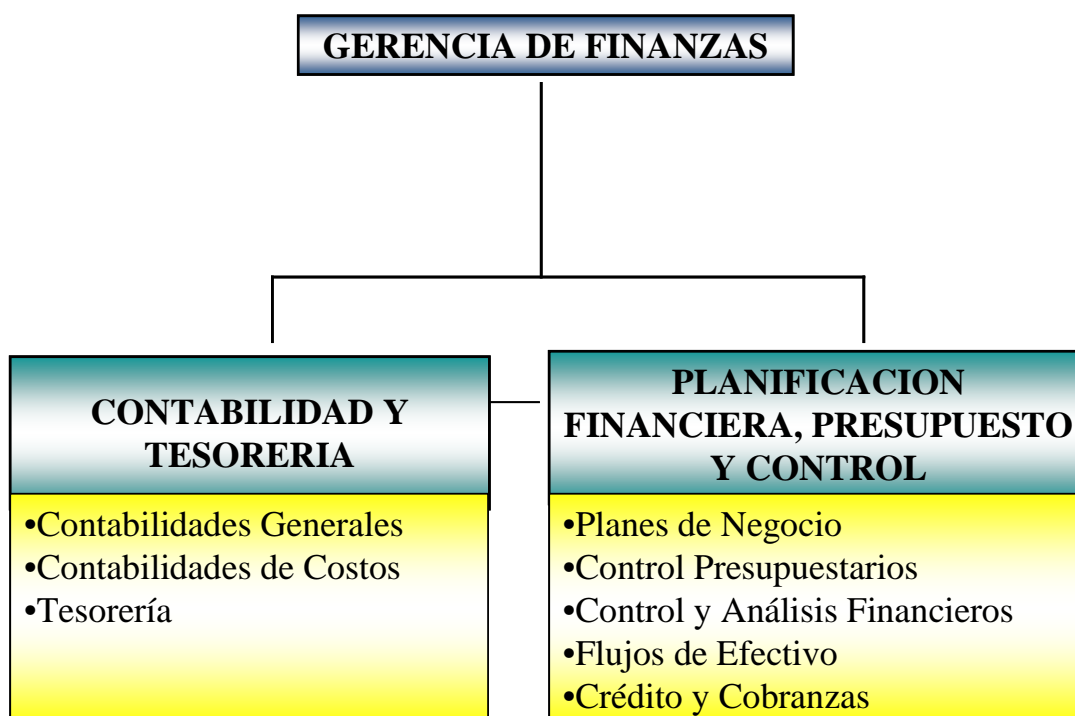 GERENCIA DE FINANZAS
CONTABILIDAD Y
TESORERIA
•Contabilidades Generales
•Contabilidades de Costos
•Tesorería
PLANIFICACION
FINANCIERA, PRESUPUESTO
Y CONTROL
•Planes de Negocio
•Control Presupuestarios
•Control y Análisis Financieros
•Flujos de Efectivo
•Crédito y Cobranzas